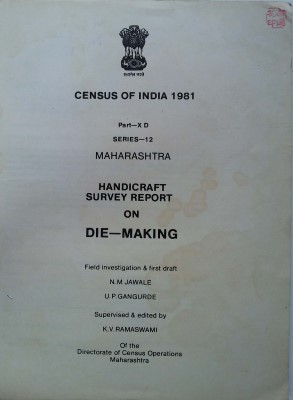 CENSUS OF INDIA 1981
Part—X D
SERIES—12
MAHARASHTRA
HANDICRAFT
SURVEY REPORT
ON
DIE—MAKING
Field investigation & first draft
N.M.JAWALE
U.P.GANGURDE
Supervised & edited by
K.V.RAMASWAMI
Of the
Directorate of Census Operations
Maharashtra